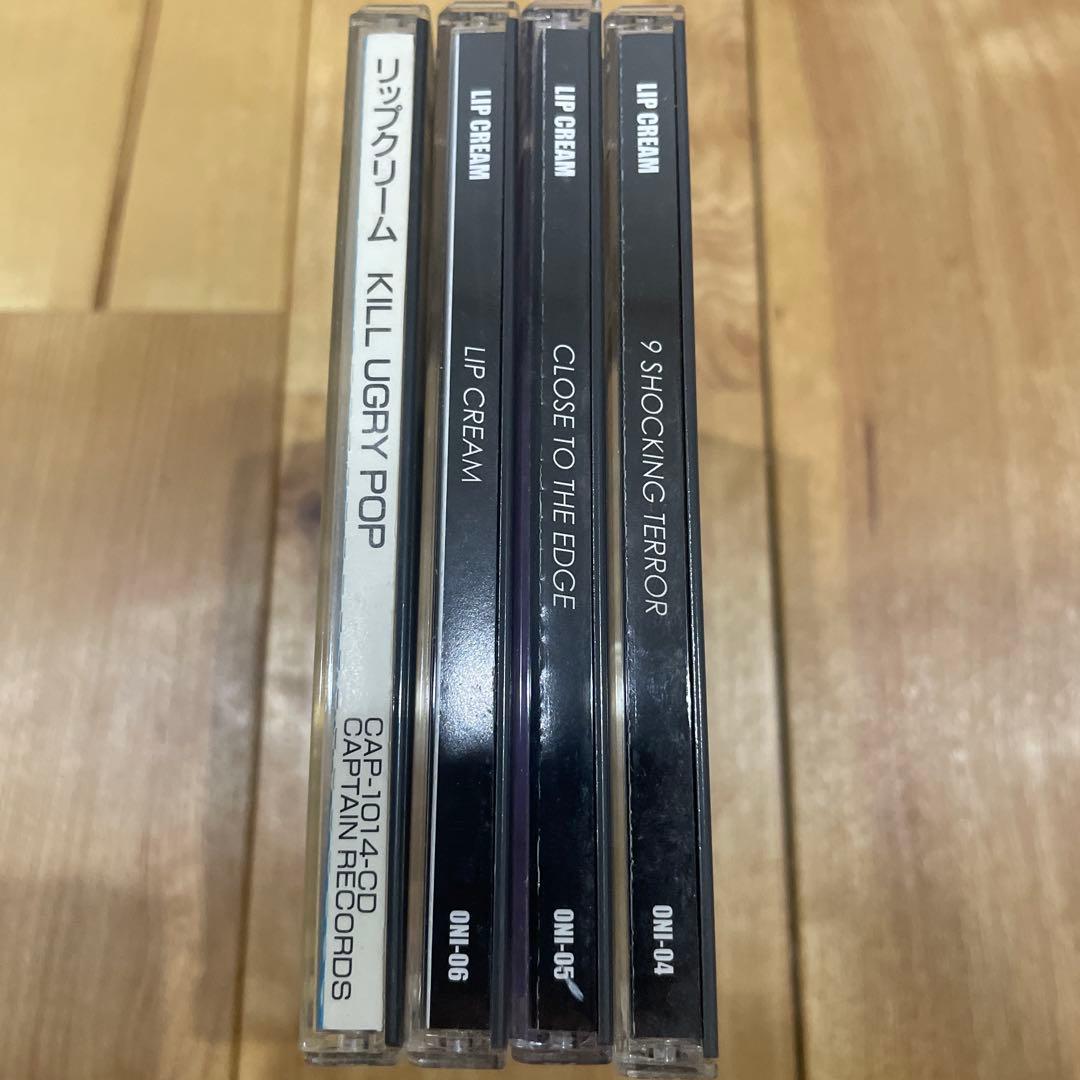 リップクリーム KILL UGRY POP
CAP-1014-CD
CAPTAIN RECORDS
LIP CREAM LIP CREAM ONI-06
LIP CREAM CLOSE TO THE EDGE ONI-05
LIP CREAM 9 SHOCKING TERROR ONI-04